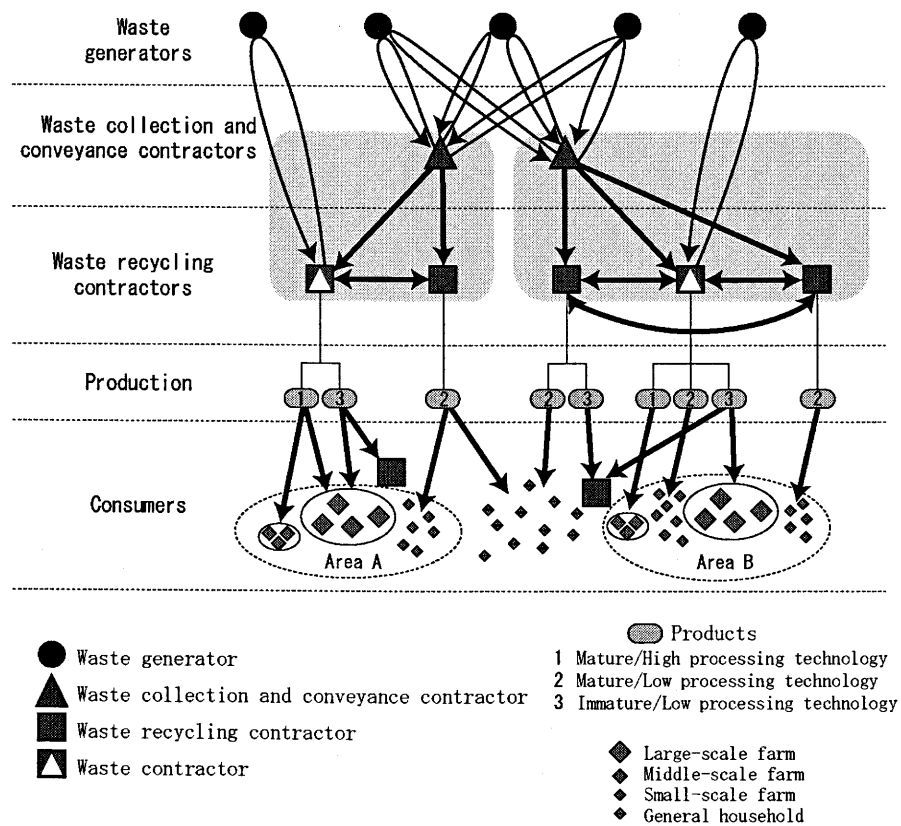 Waste
generators
Waste collection and
conveyance contractors
Waste recycling
contractors
Production
1
3
2
2
3
1
2
3
2
Consumers
Area A
Area B
Waste generator
Waste collection and conveyance contractor
Waste recycling contractor
Waste contractor
Products
1 Mature/High processing technology
2 Mature/Low processing technology
3 Immature/Low processing technology
Large-scale farm
Middle-scale farm
Small-scale farm
General household